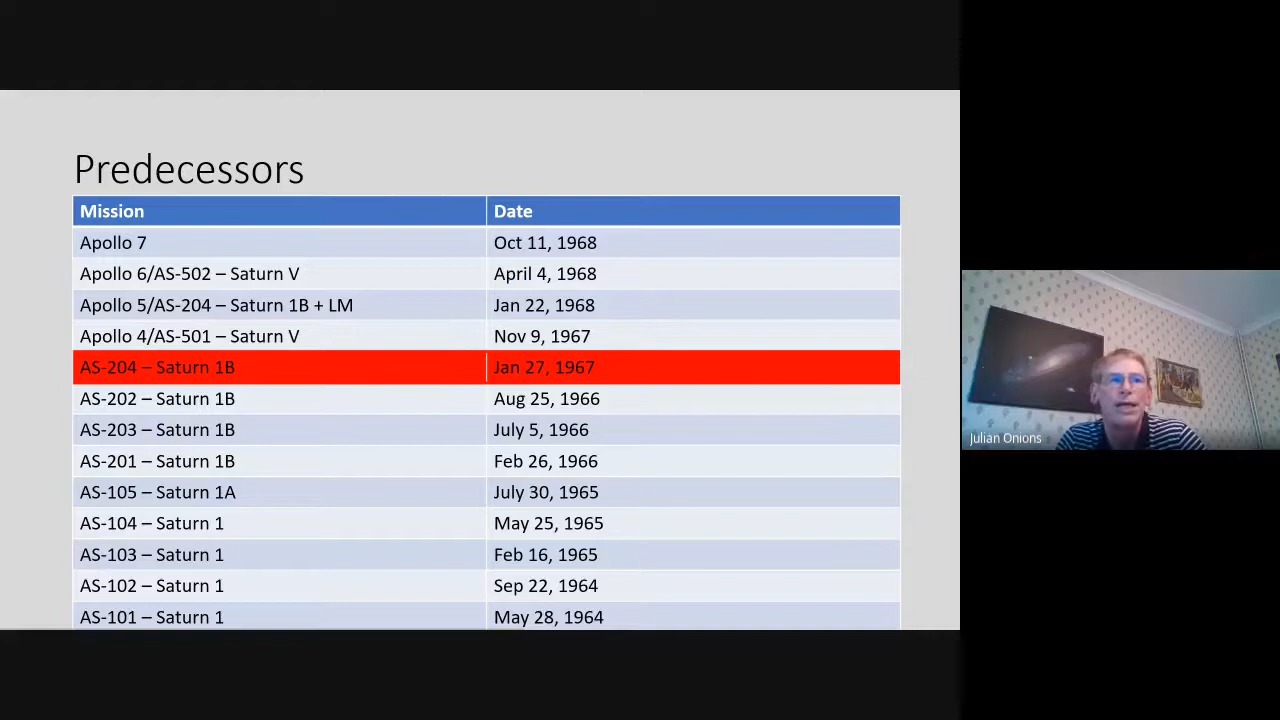 Predecessors
Mission Date
Apollo 7 Oct 11, 1968
Apollo 6/AS-502 – Saturn V April 4, 1968
Apollo 5/AS-204 – Saturn 1B + LM Jan 22, 1968
Apollo 4/AS-501 – Saturn V Nov 9, 1967
AS-204 – Saturn 1B Jan 27, 1967
AS-202 – Saturn 1B Aug 25, 1966
AS-203 – Saturn 1B July 5, 1966
AS-201 – Saturn 1B Feb 26, 1966
AS-105 – Saturn 1A July 30, 1965
AS-104 – Saturn 1 May 25, 1965
AS-103 – Saturn 1 Feb 16, 1965
AS-102 – Saturn 1 Sep 22, 1964
AS-101 – Saturn 1 May 28, 1964
Julian Onions